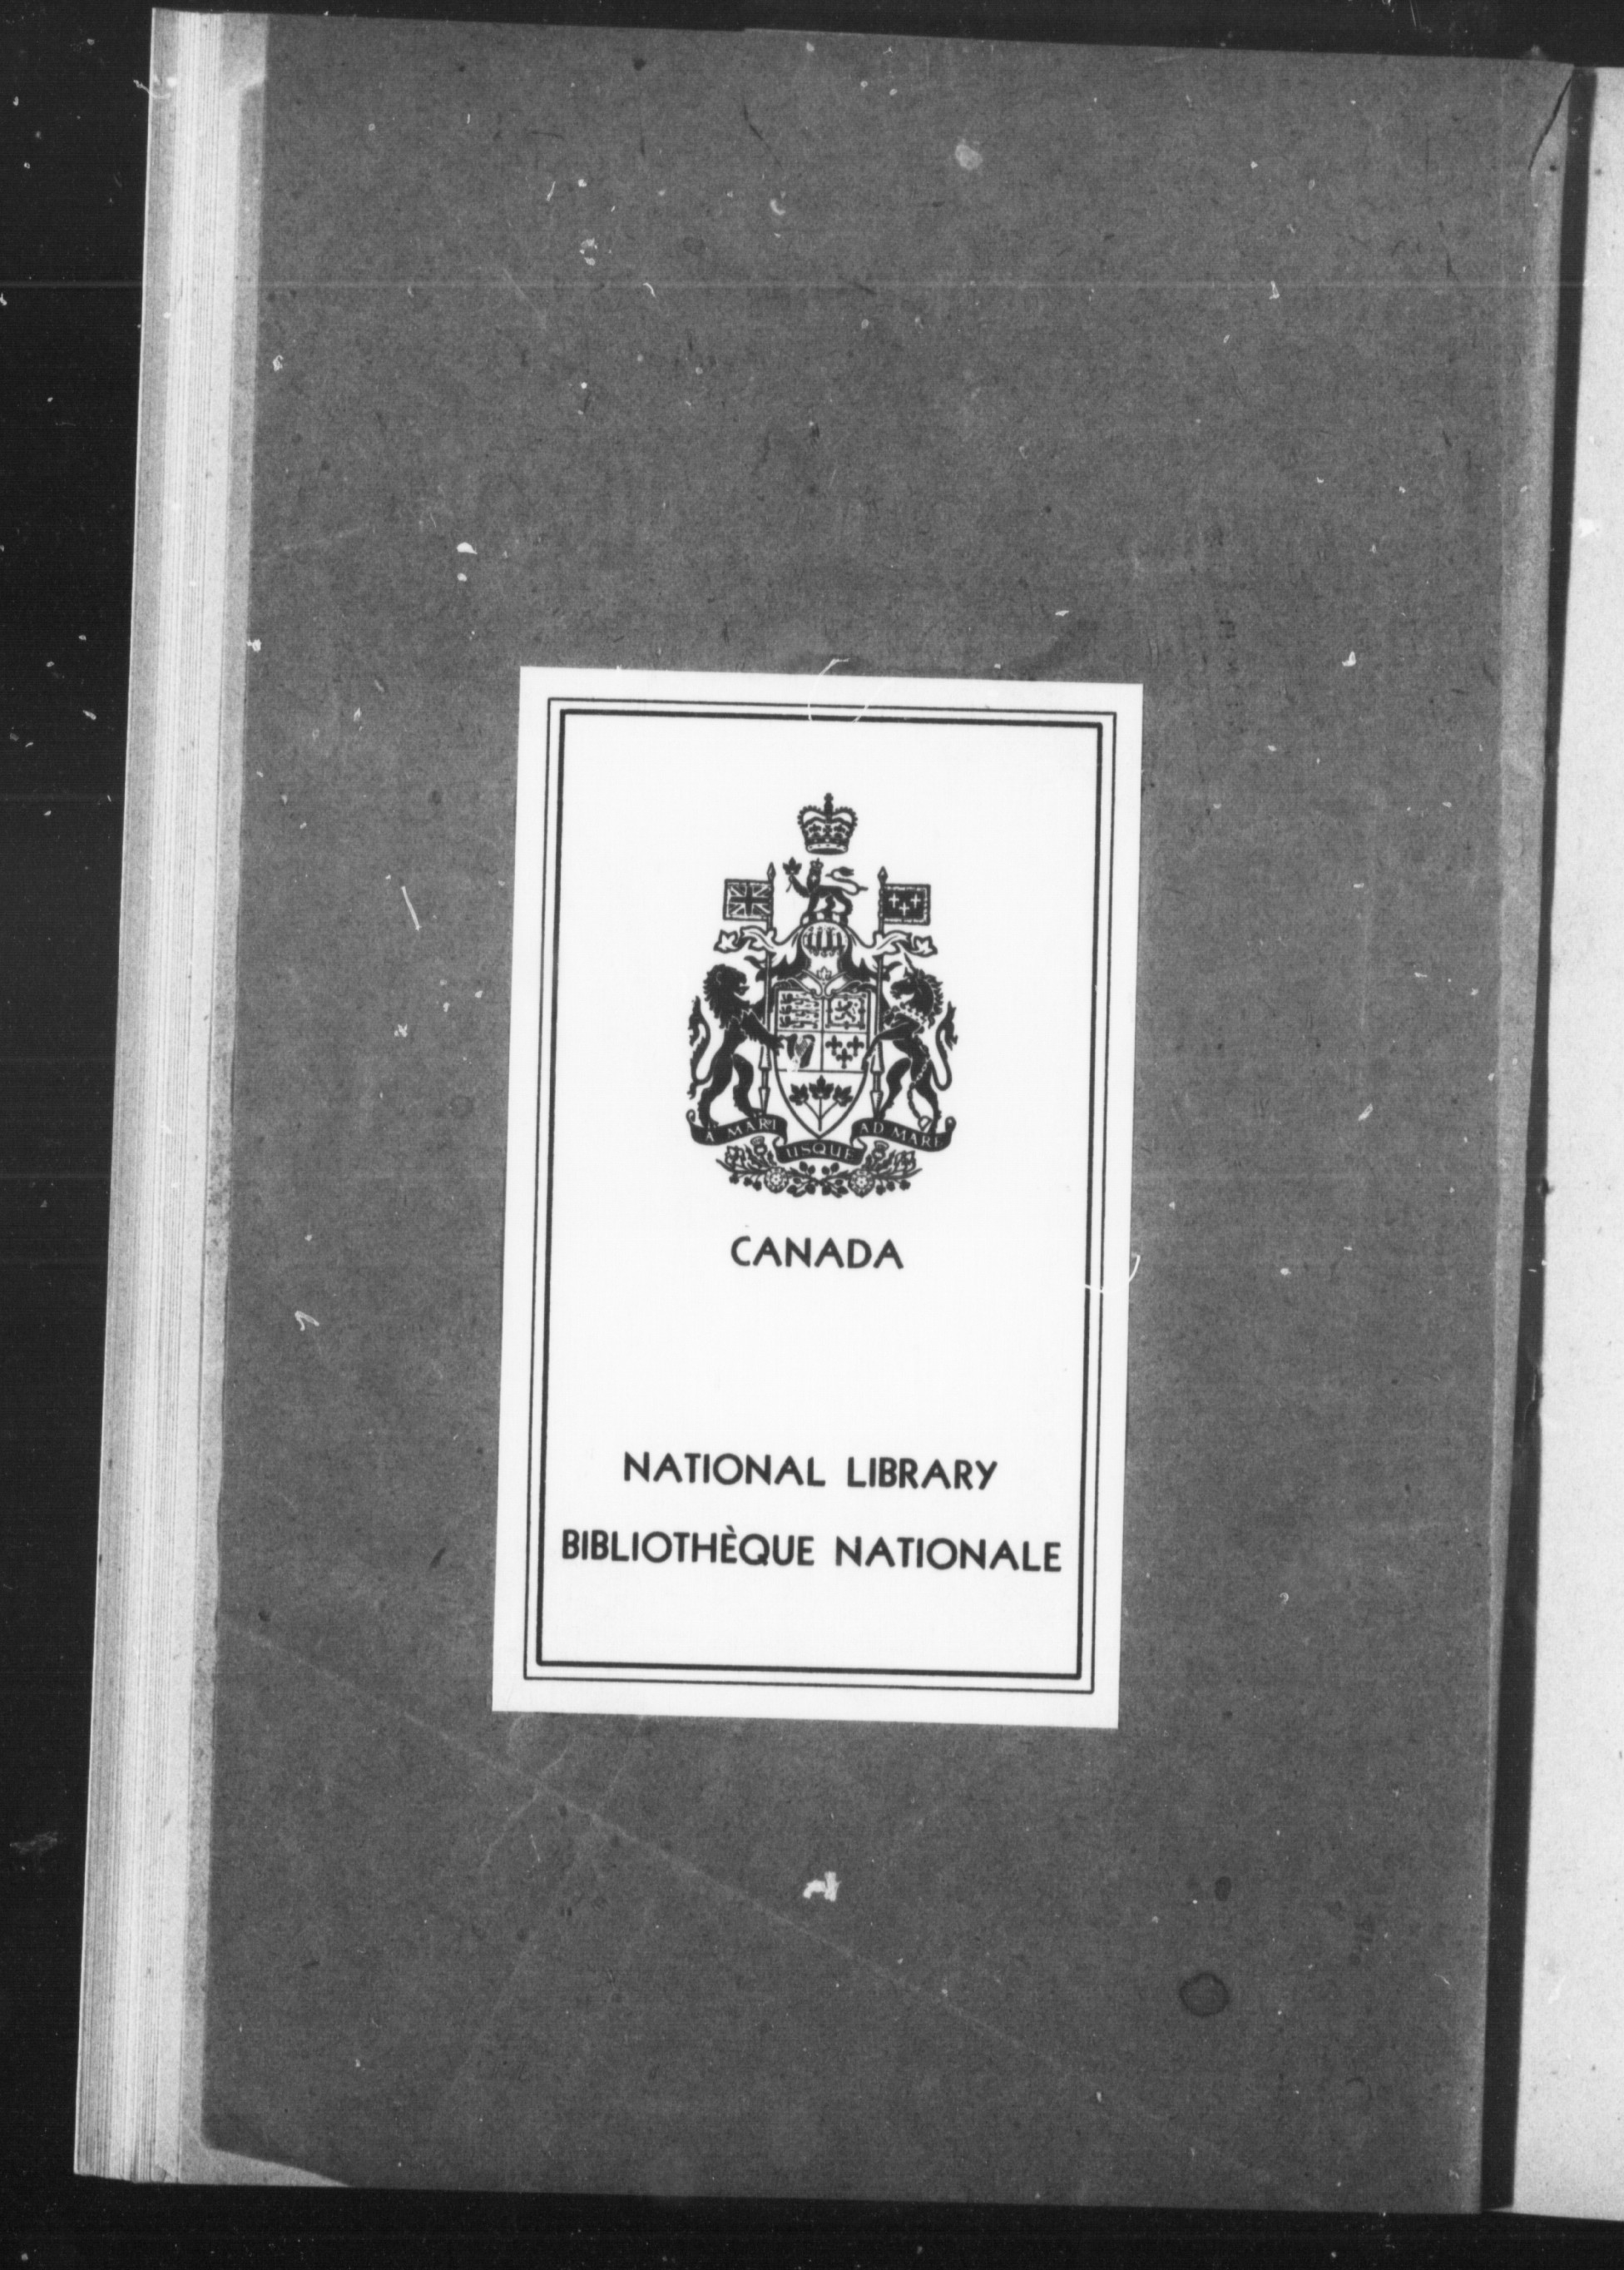 A MARI
USQUE
AD MARE
CANADA
NATIONAL LIBRARY
BIBLIOTHÈQUE NATIONALE